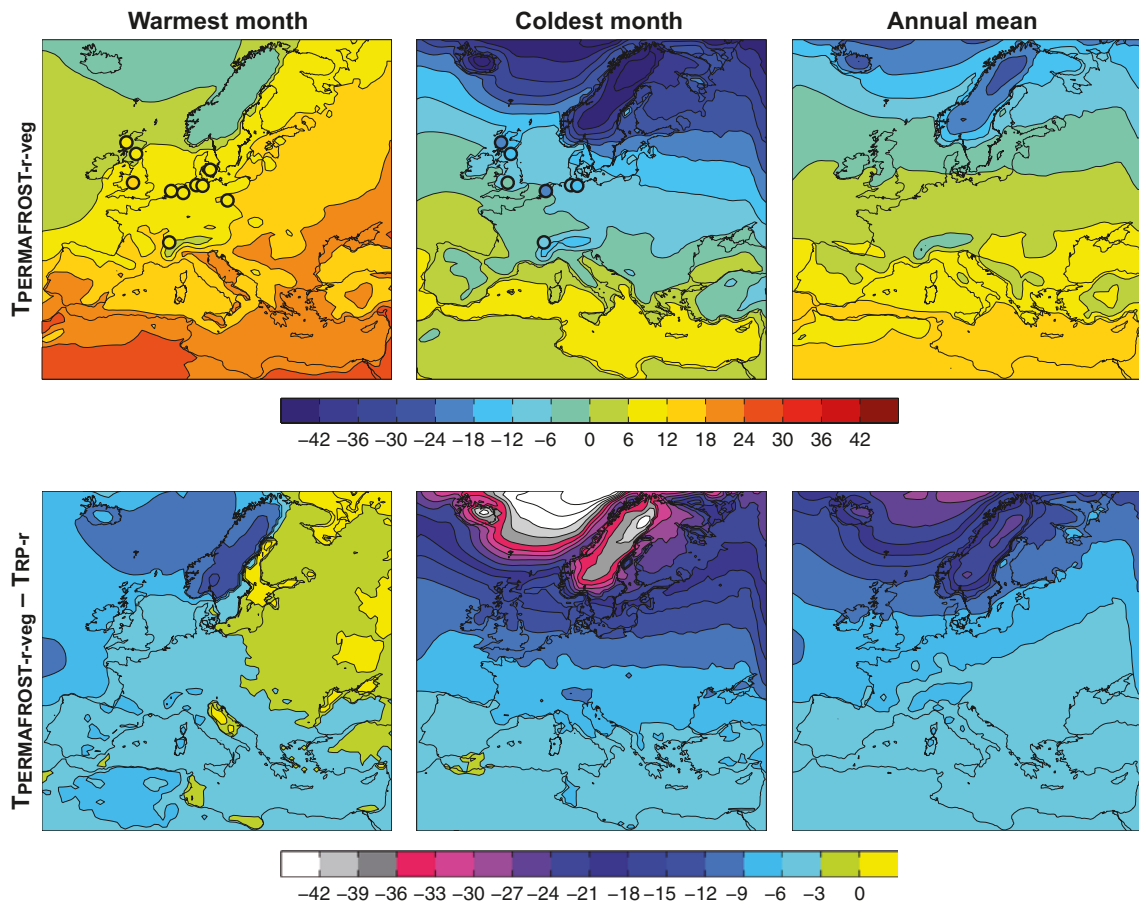 Warmest month
Coldest month
Annual mean
TPERMAFROST-r-veg
−42 −36 −30 −24 −18 −12 −6 0 6 12 18 24 30 36 42
TPERMAFROST-r-veg − TRP-r
−42 −39 −36 −33 −30 −27 −24 −21 −18 −15 −12 −9 −6 −3 0